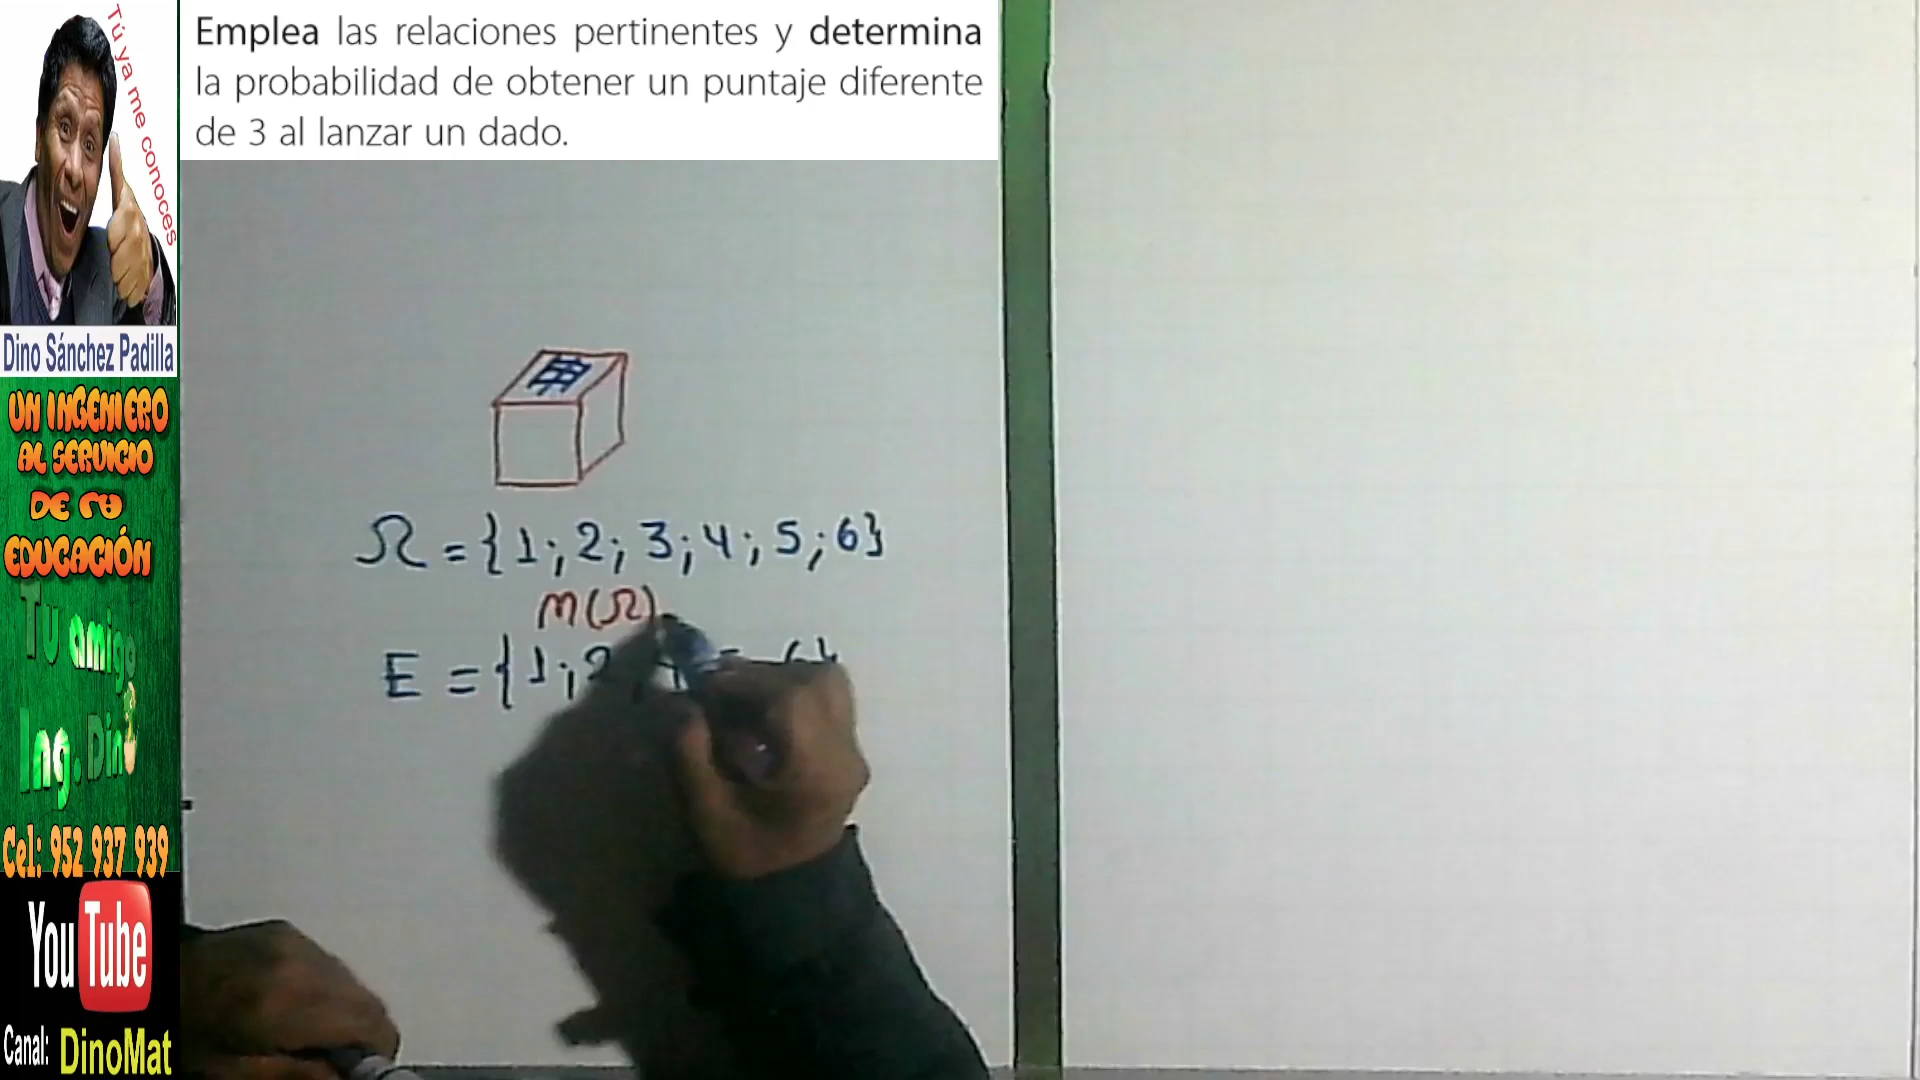 Emplea las relaciones pertinentes y determina
la probabilidad de obtener un puntaje diferente
de 3 al lanzar un dado.
Tú ya me conoces
Dino Sánchez Padilla
UN INGENIERO
AL SERVICIO
DE TU
EDUCACIÓN
Tu amigo
Ing. Dino
Cel: 952 937 939
YouTube
Canal: DinoMat
Ω = {1; 2; 3; 4; 5; 6}
n(Ω)
E = {1; 2